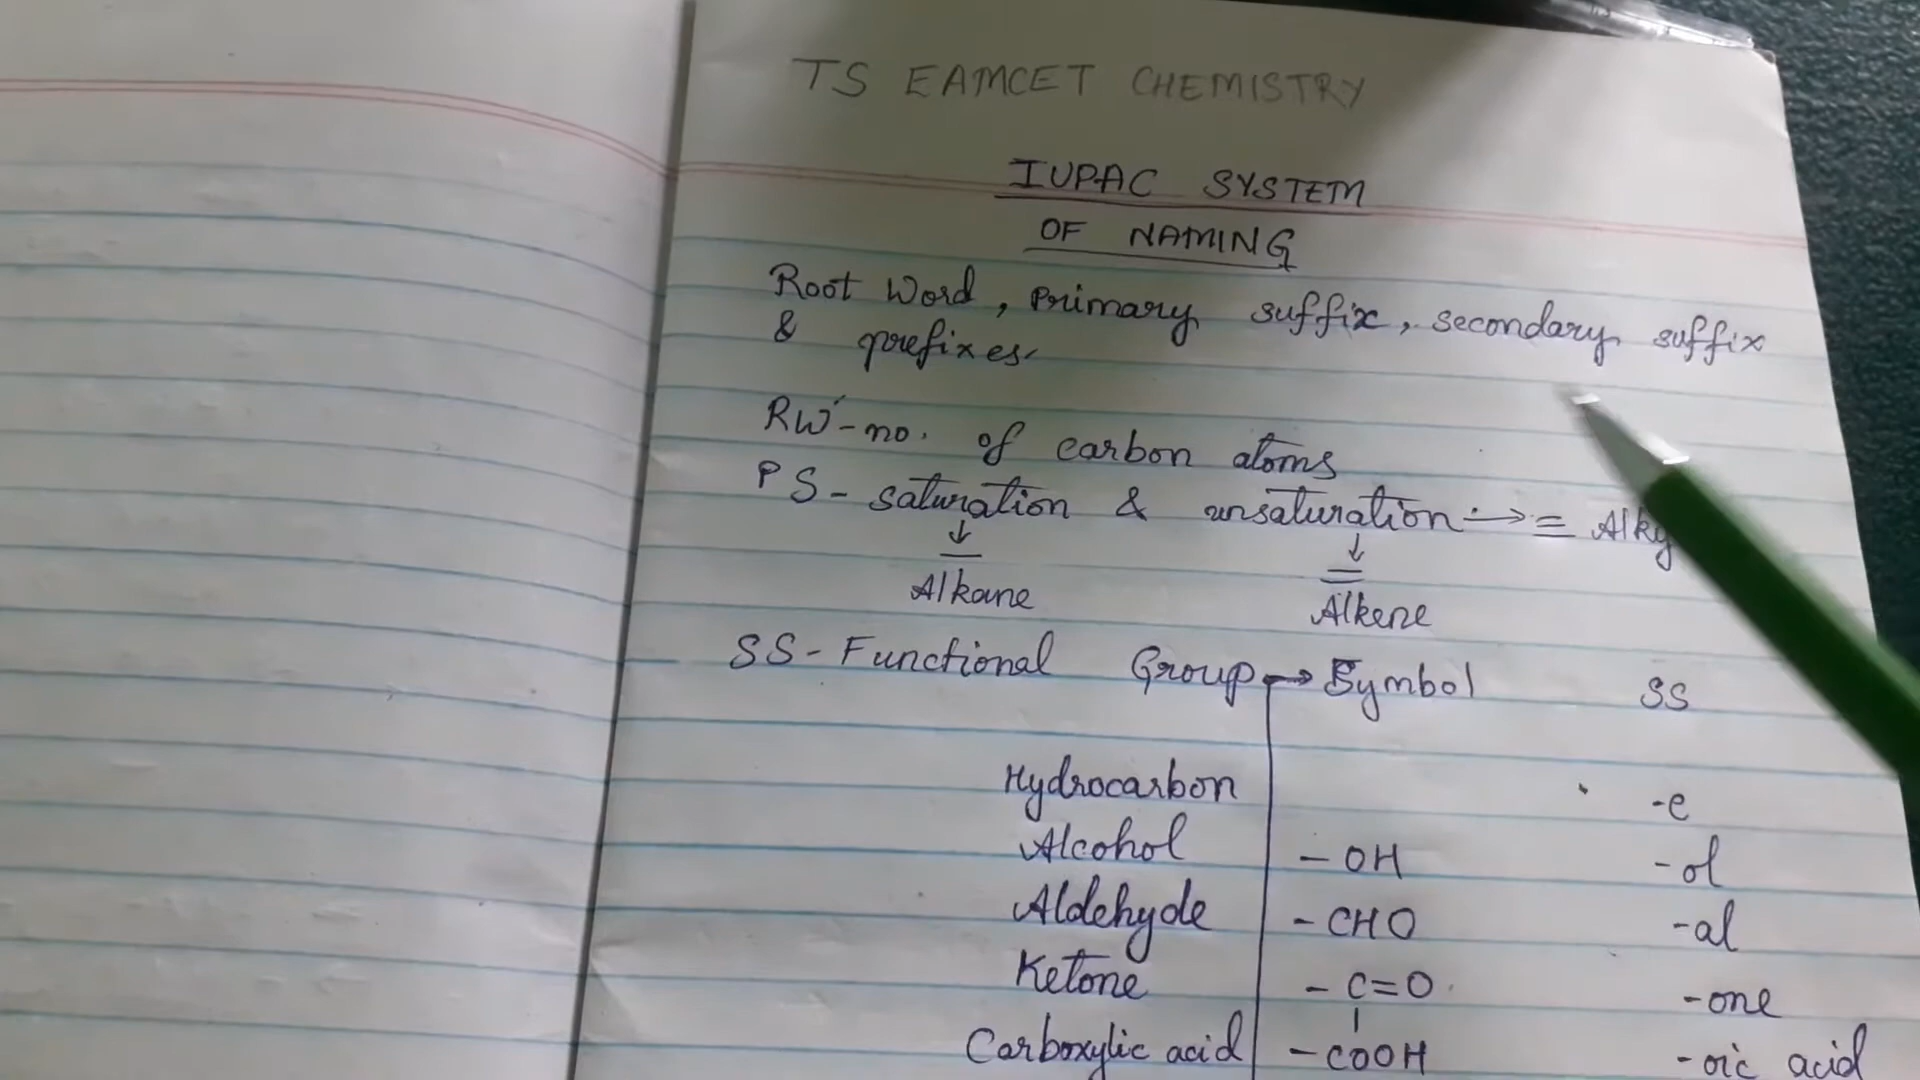 TS EAMCET CHEMISTRY
IUPAC SYSTEM
OF NAMING
Root Word, Primary suffix, secondary suffix
& prefixes
RW - no. of carbon atoms
PS - saturation & unsaturation → ≡
↓ ↓
— =
Alkane Alkene
SS - Functional Group → Symbol SS
Hydrocarbon -e
Alcohol - OH -ol
Aldehyde - CHO -al
Ketone - C=O -one
Carboxylic acid - COOH -oic acid